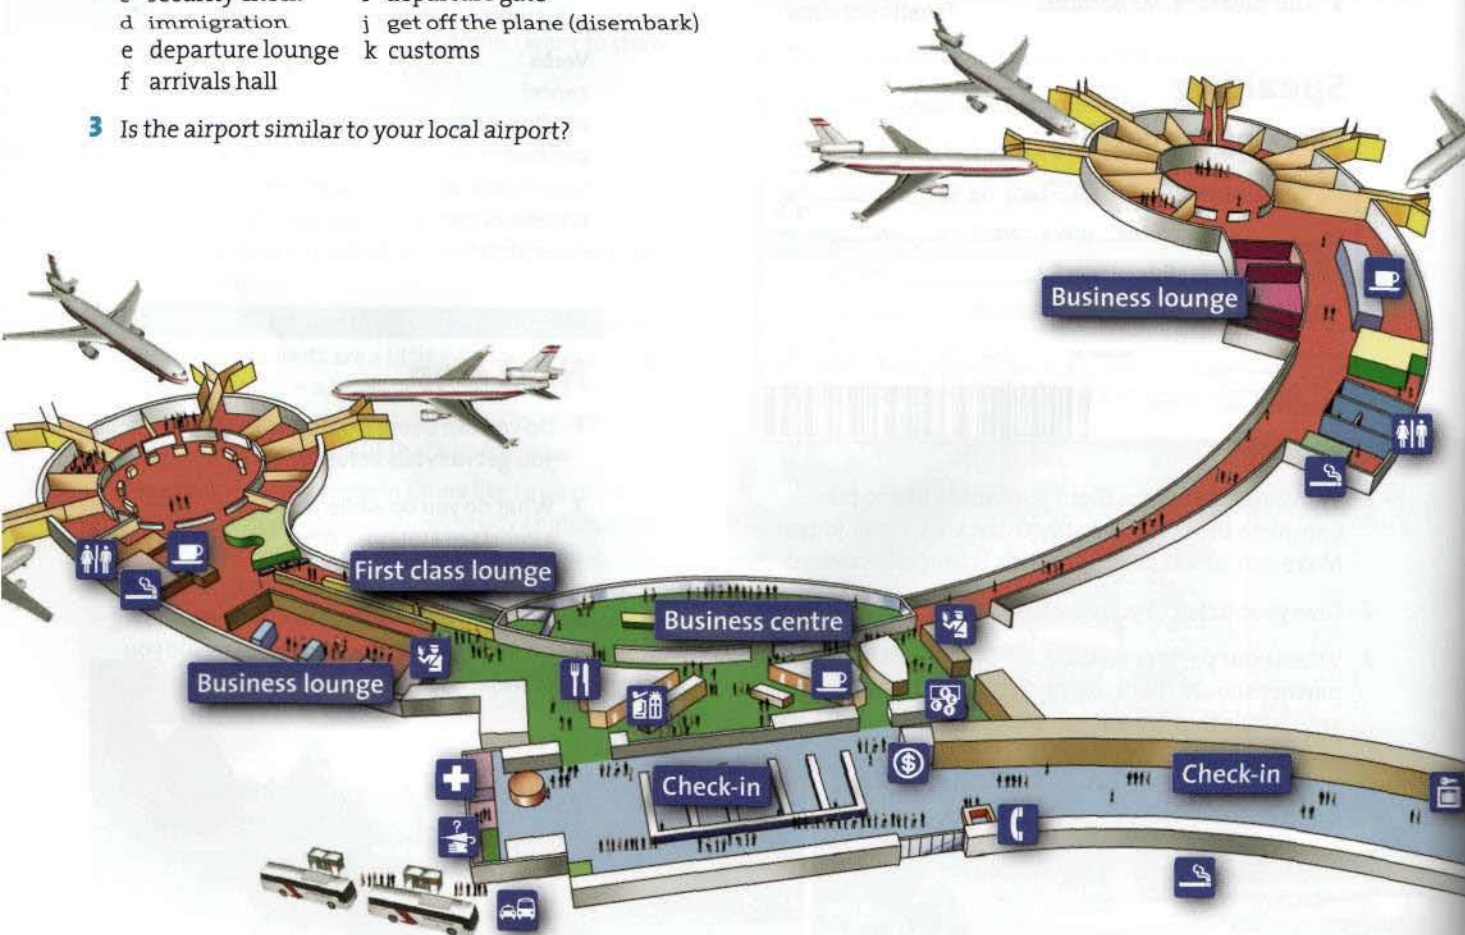 d immigration
j get off the plane (disembark)
e departure lounge
k customs
f arrivals hall
3 Is the airport similar to your local airport?
Business lounge
First class lounge
Business centre
Business lounge
Check-in
Check-in